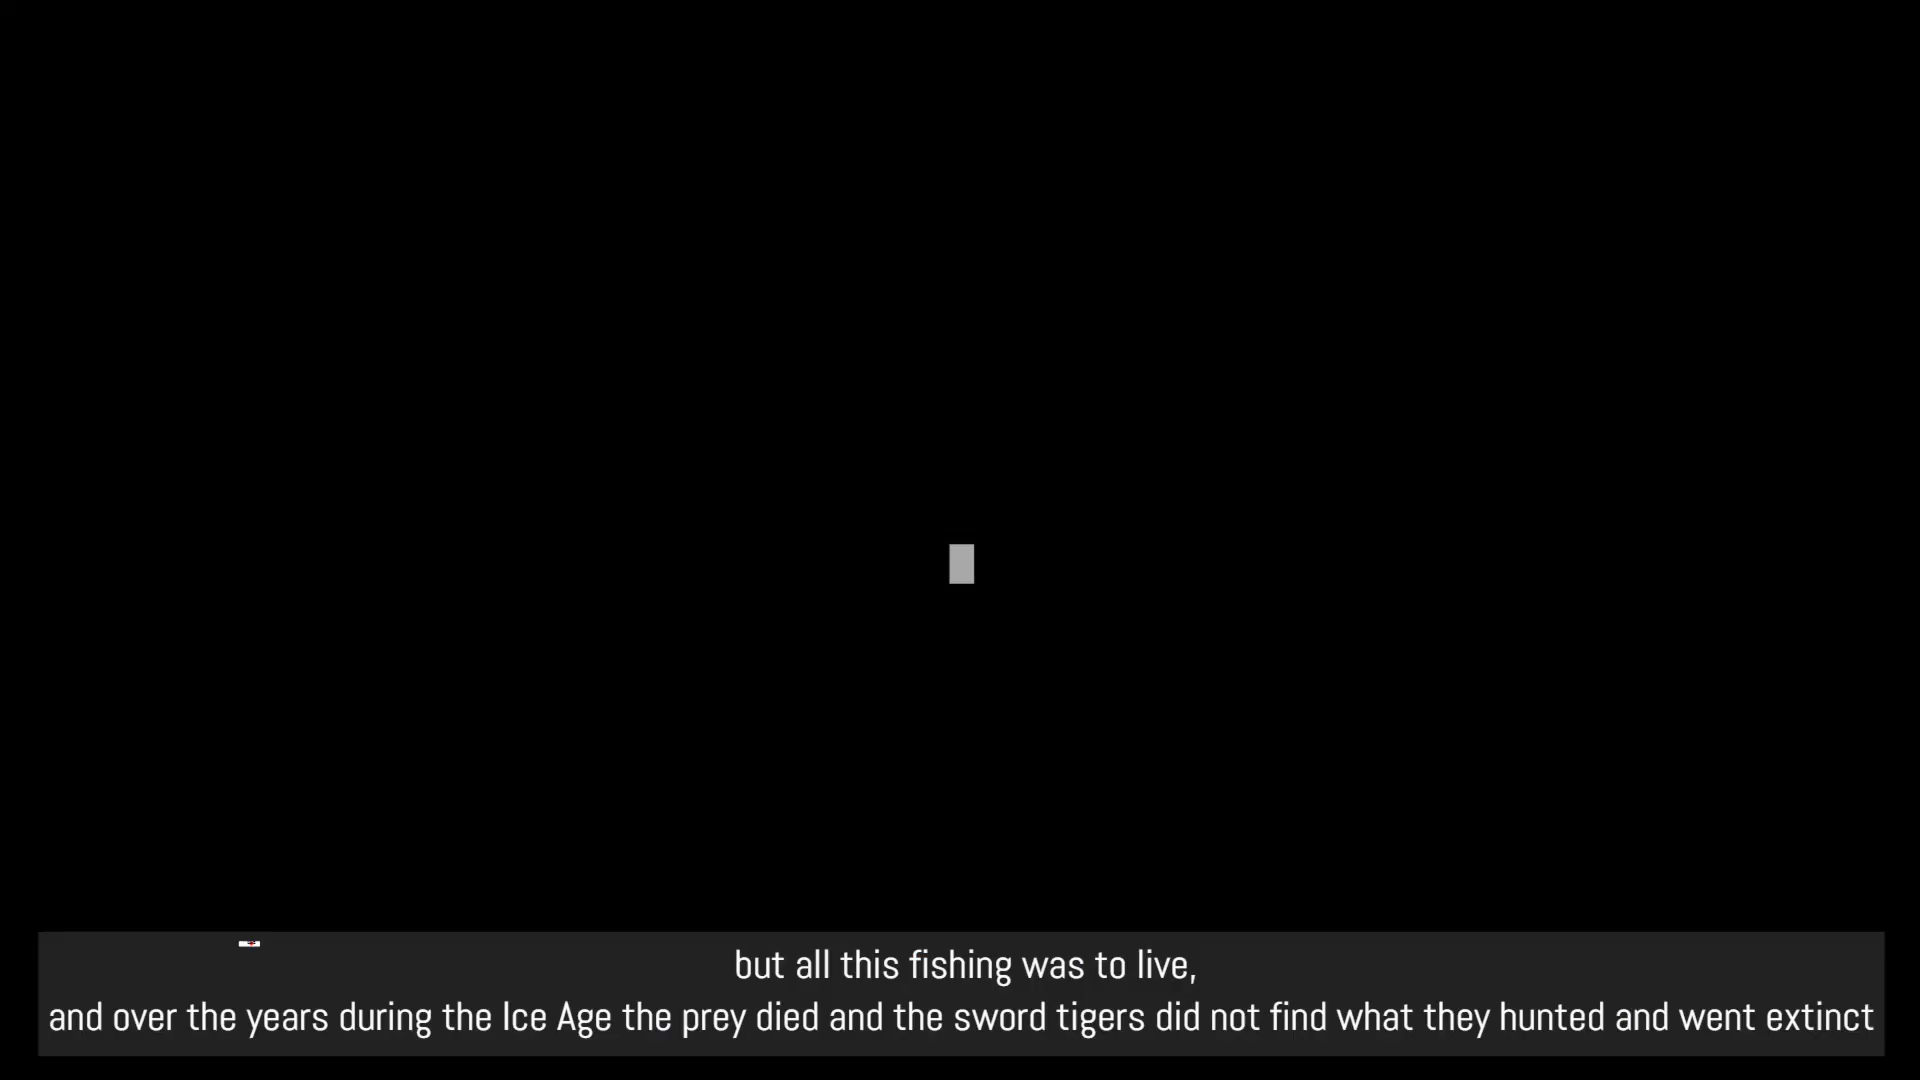 but all this fishing was to live,
and over the years during the Ice Age the prey died and the sword tigers did not find what they hunted and went extinct